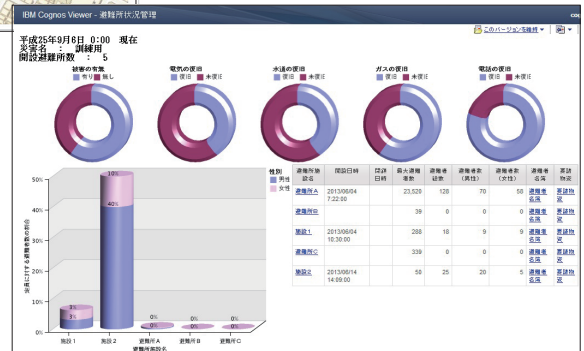 IBM Cognos Viewer - 避難所状況管理
このバージョンを維持
平成25年9月6日 0:00 現在
災害名 ： 訓練用
開設避難所数 ： 5
被害の有無 電気の復旧 水道の復旧 ガスの復旧 電話の復旧
有り 無し 復旧 未復旧 復旧 未復旧 復旧 未復旧 復旧 未復旧
定員に対する避難者数の割合
50%
40%
30%
20%
10%
0%
10%
40%
3%
3%
0% 0% 0%
0% 0% 0%
施設1 施設2 避難所A 避難所B 避難所C
避難所施設名
性別
男性
女性
避難所施設名 開設日時 閉鎖日時 最大避難者数 避難者総数 避難者数（男性） 避難者数（女性） 避難者名簿 要請物資
避難所A 2013/06/04 7:22:00 23,520 128 70 58 避難者名簿 要請物資
避難所B 39 0 0 0 避難者名簿 要請物資
施設1 2013/06/04 10:30:00 288 18 9 9 避難者名簿 要請物資
避難所C 339 0 0 0 避難者名簿 要請物資
施設2 2013/06/14 14:09:00 50 25 20 5 避難者名簿 要請物資